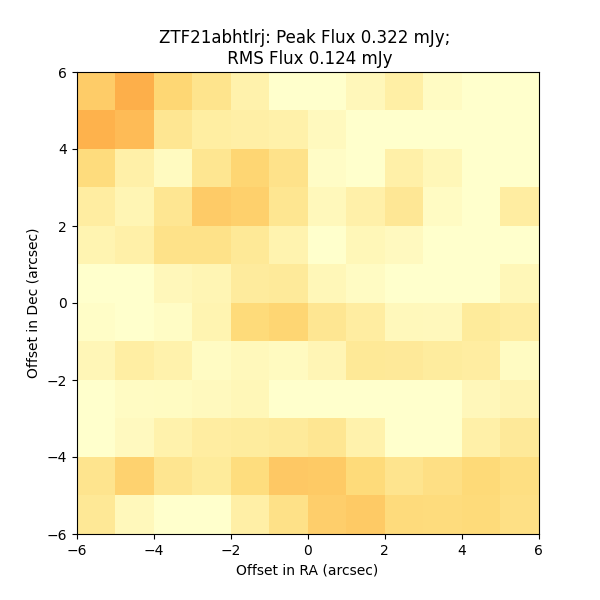 ZTF21abhtlrj: Peak Flux 0.322 mJy;
RMS Flux 0.124 mJy
6
4
2
0
−2
−4
−6
Offset in Dec (arcsec)
−6 −4 −2 0 2 4 6
Offset in RA (arcsec)